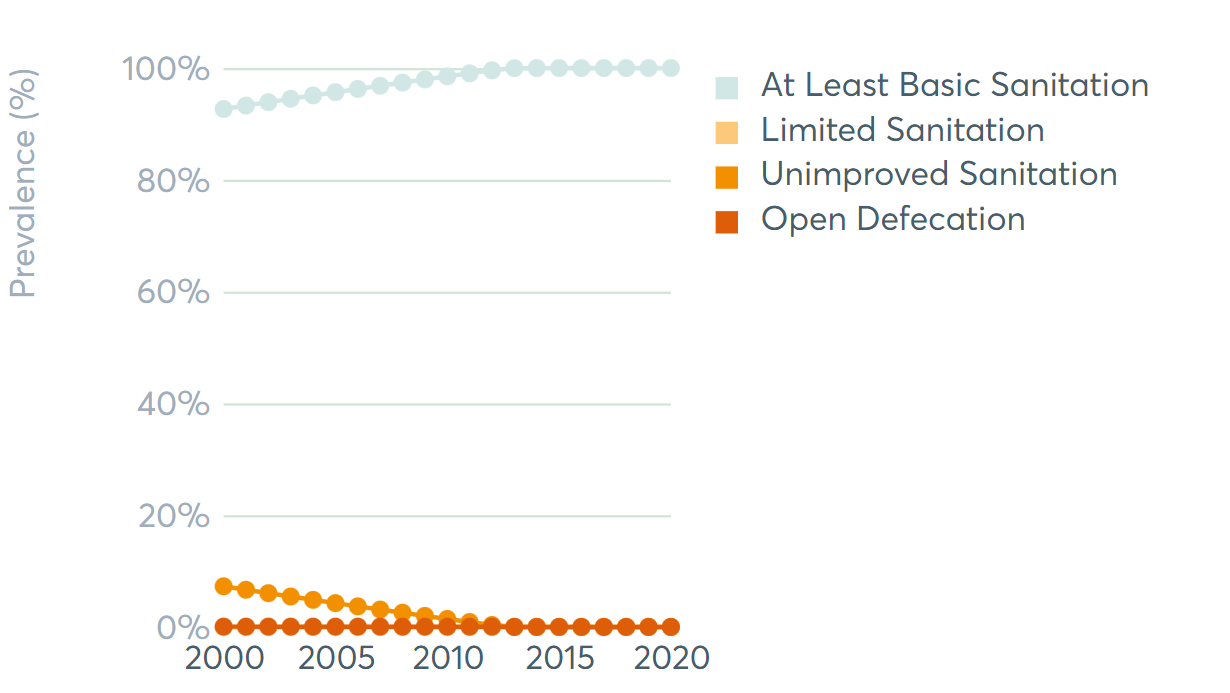 Prevalence (%)
100%
80%
60%
40%
20%
0%
2000 2005 2010 2015 2020
At Least Basic Sanitation
Limited Sanitation
Unimproved Sanitation
Open Defecation